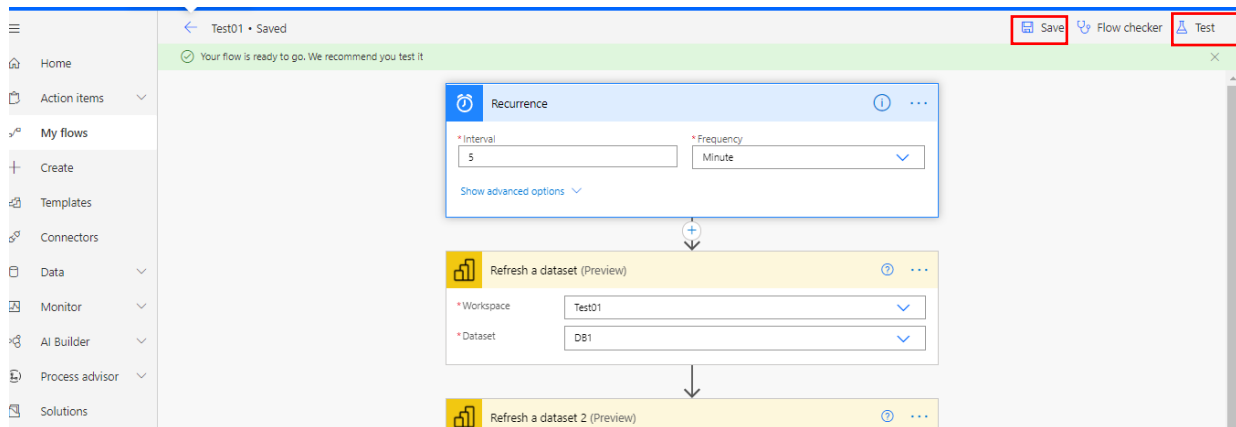 Test01 • Saved
Save
Flow checker
Test
Your flow is ready to go. We recommend you test it
Home
Action items
My flows
Create
Templates
Connectors
Data
Monitor
AI Builder
Process advisor
Solutions
Recurrence
* Interval
* Frequency
5
Minute
Show advanced options
Refresh a dataset (Preview)
* Workspace
Test01
* Dataset
DB1
Refresh a dataset 2 (Preview)